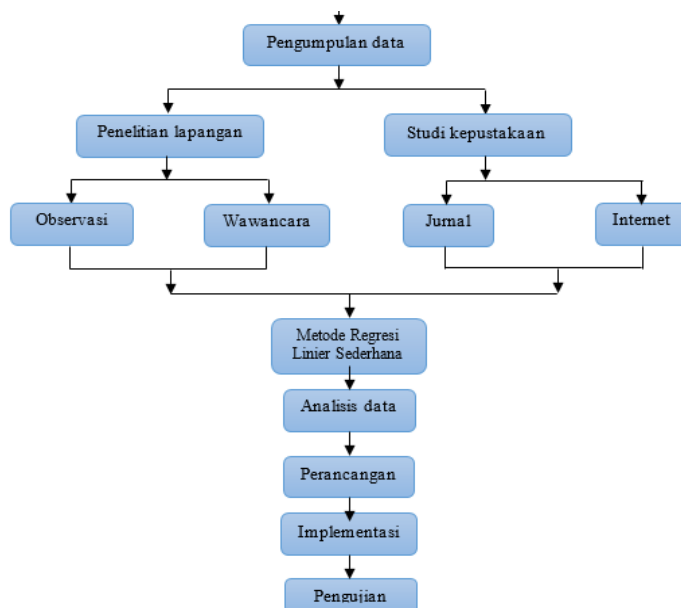 Pengumpulan data
Penelitian lapangan
Studi kepustakaan
Observasi
Wawancara
Jurnal
Internet
Metode Regresi
Linier Sederhana
Analisis data
Perancangan
Implementasi
Pengujian